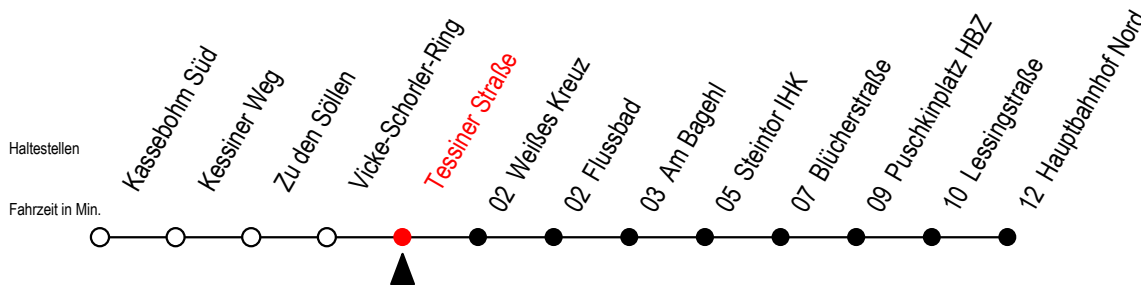 Haltestellen
Fahrzeit in Min.
Kassebohm Süd
Kessiner Weg
Zu den Söllen
Vicke-Schorler-Ring
Tessiner Straße
02 Weißes Kreuz
02 Flussbad
03 Am Bagehl
05 Steintor IHK
07 Blücherstraße
09 Puschkinplatz HBZ
10 Lessingstraße
12 Hauptbahnhof Nord